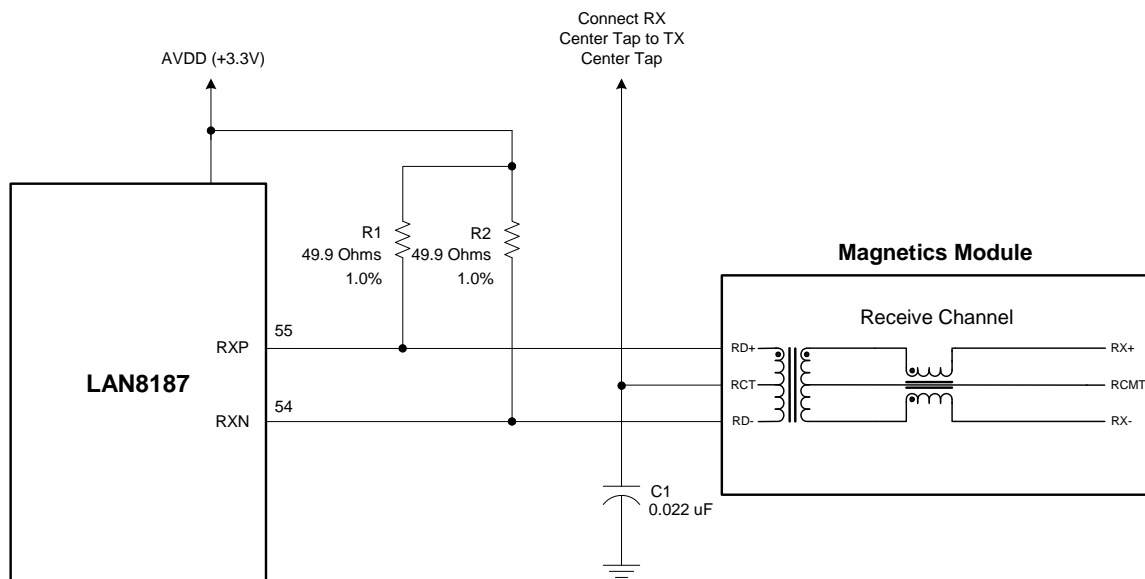 Connect RX
Center Tap to TX
Center Tap
AVDD (+3.3V)
R1
49.9 Ohms
1.0%
R2
49.9 Ohms
1.0%
Magnetics Module
Receive Channel
RXP
55
RD+
RX+
LAN8187
RCT
RCMT
RXN
54
RD-
RX-
C1
0.022 uF